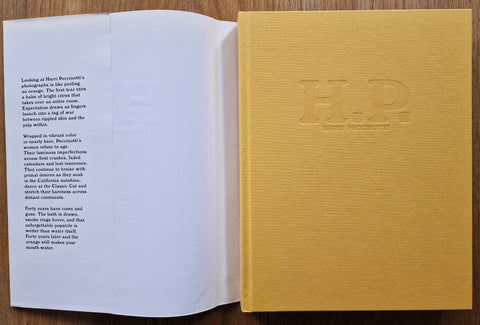 Looking at Harri Peccinotti's
photographs is like peeling
an orange. The first tear stirs
a balm of bright citrus that
takes over an entire room.
Expectation draws as fingers
launch into a tug of war
between rippled skin and the
pulp within.
Wrapped in vibrant color
or nearly bare, Peccinotti's
women refuse to age.
Their luminous imperfections
arouse first crushes, faded
calendars and lost innocence.
They continue to bruise with
primal desires as they soak
in the California sunshine,
dance at the Classic Cat and
stretch their bareness across
distant continents.
Forty years have come and
gone. The bath is drawn,
smoke rings hover, and that
unforgettable popsicle is
wetter than water itself.
Forty years later and the
orange still makes your
mouth water.
H.P.
HARRI PECCINOTTI